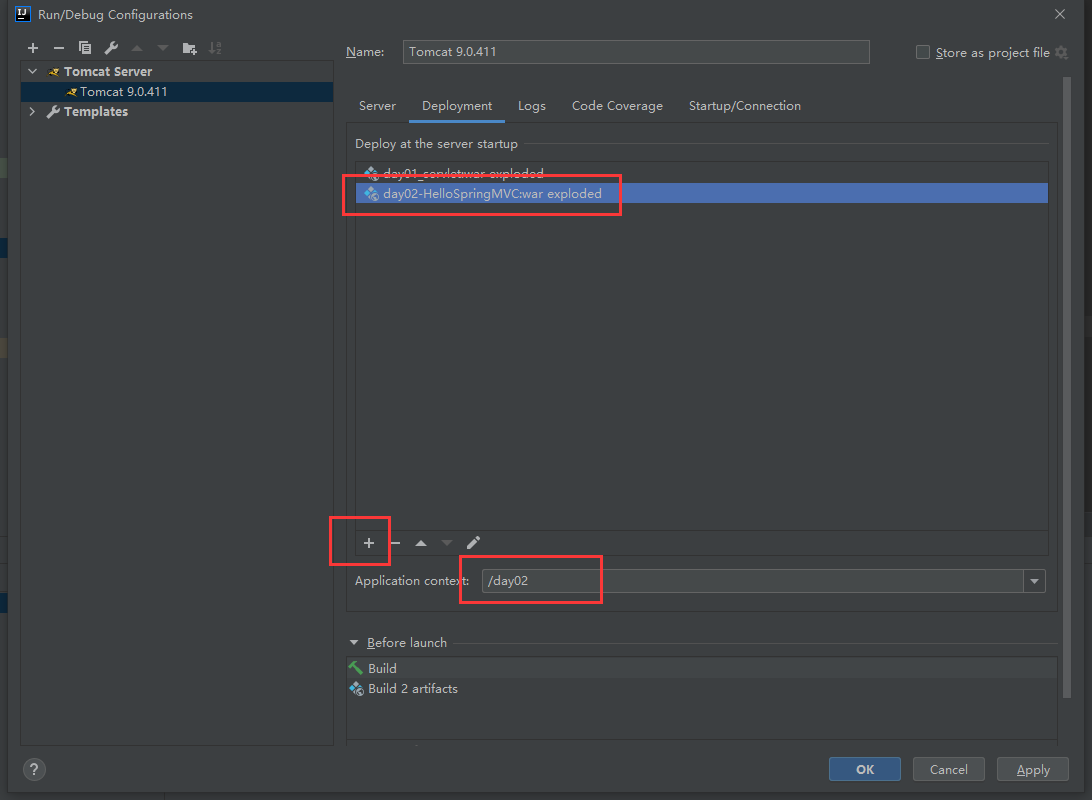 Run/Debug Configurations
Name: Tomcat 9.0.411 Store as project file
Tomcat Server
Tomcat 9.0.411
Templates
Server Deployment Logs Code Coverage Startup/Connection
Deploy at the server startup
day01_servlet:war exploded
day02-HelloSpringMVC:war exploded
Application context: /day02
Before launch
Build
Build 2 artifacts
? OK Cancel Apply